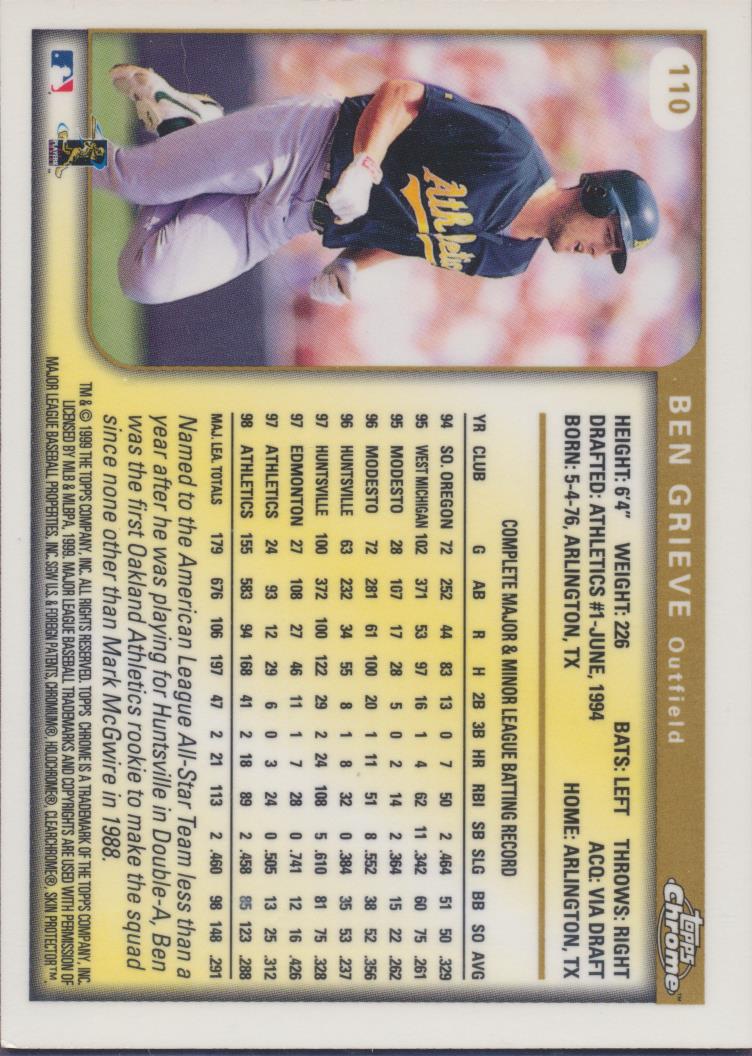 110
BEN GRIEVE Outfield
topps Chrome™
HEIGHT: 6'4" WEIGHT: 226 BATS: LEFT THROWS: RIGHT
DRAFTED: ATHLETICS #1-JUNE, 1994 ACQ: VIA DRAFT
BORN: 5-4-76, ARLINGTON, TX HOME: ARLINGTON, TX
COMPLETE MAJOR & MINOR LEAGUE BATTING RECORD
YR CLUB G AB R H 2B 3B HR RBI SB SLG BB SO AVG
94 SO. OREGON 72 252 44 83 13 0 7 50 2 .464 51 50 .329
95 WEST MICHIGAN 102 371 53 97 16 1 4 62 11 .342 60 75 .261
95 MODESTO 28 107 17 28 5 0 2 14 2 .364 15 22 .262
96 MODESTO 72 281 61 100 20 1 11 51 8 .552 38 52 .356
96 HUNTSVILLE 63 232 34 55 8 1 8 32 0 .384 35 53 .237
97 HUNTSVILLE 100 372 100 122 29 2 24 108 5 .610 81 75 .328
97 EDMONTON 27 108 27 46 11 1 7 28 0 .741 12 16 .426
97 ATHLETICS 24 93 12 29 6 0 3 24 0 .505 13 25 .312
98 ATHLETICS 155 583 94 168 41 2 18 89 2 .458 85 123 .288
MAJ. LEA. TOTALS 179 676 106 197 47 2 21 113 2 .460 98 148 .291
Named to the American League All-Star Team less than a
year after he was playing for Huntsville in Double-A, Ben
was the first Oakland Athletics rookie to make the squad
since none other than Mark McGwire in 1988.
TM & © 1999 THE TOPPS COMPANY, INC. ALL RIGHTS RESERVED. TOPPS CHROME IS A TRADEMARK OF THE TOPPS COMPANY, INC.
LICENSED BY MLB & MLBPA, 1999. MAJOR LEAGUE BASEBALL TRADEMARKS AND COPYRIGHTS ARE USED WITH PERMISSION OF
MAJOR LEAGUE BASEBALL PROPERTIES, INC. SGW U.S. & FOREIGN PATENTS, CHROMIUM®, HOLOCHROME®, CLEARCHROME®, SKIN PROTECTOR™.
Athletics